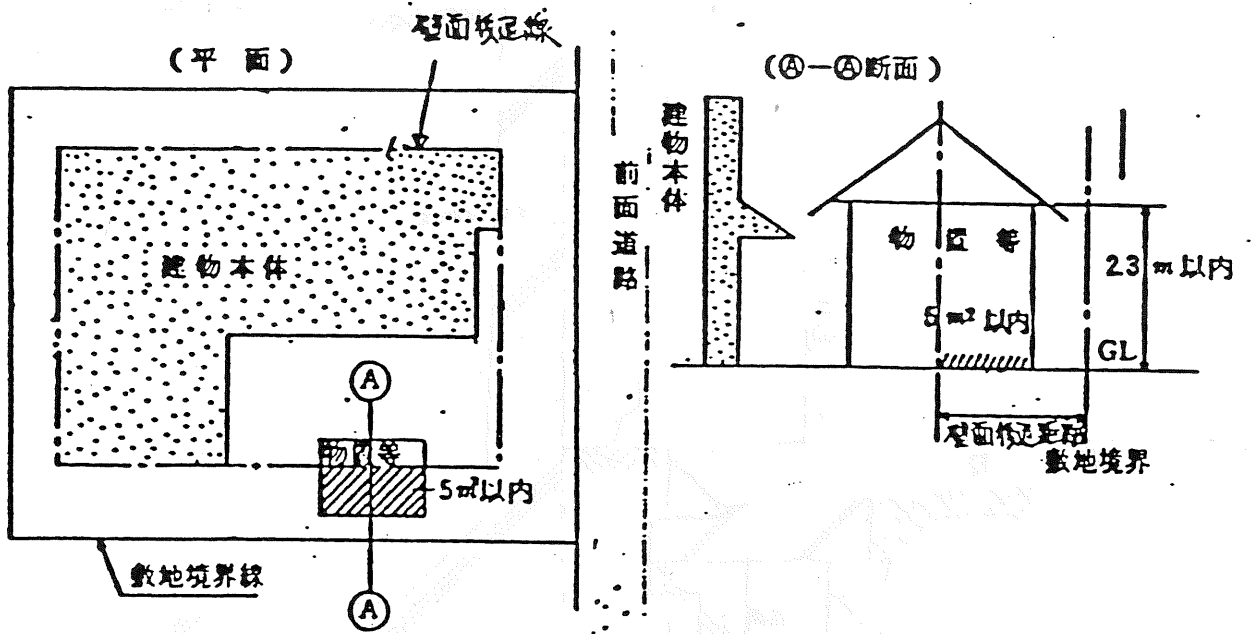 (平面)
壁面後退線
建物本体
Ⓐ
物置等
5㎡以内
Ⓐ
敷地境界線
前面道路
(Ⓐ—Ⓐ断面)
建物本体
物置等
5m²以内
2.3m以内
GL
壁面後退距離
敷地境界